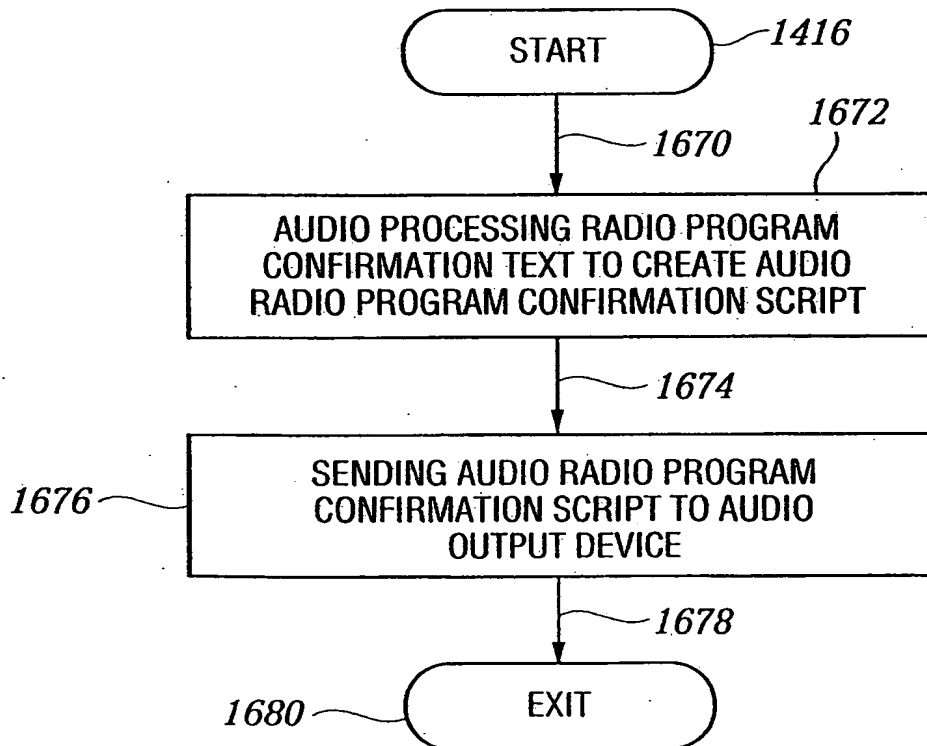 START
1416
1670
1672
AUDIO PROCESSING RADIO PROGRAM
CONFIRMATION TEXT TO CREATE AUDIO
RADIO PROGRAM CONFIRMATION SCRIPT
1674
1676
SENDING AUDIO RADIO PROGRAM
CONFIRMATION SCRIPT TO AUDIO
OUTPUT DEVICE
1678
EXIT
1680